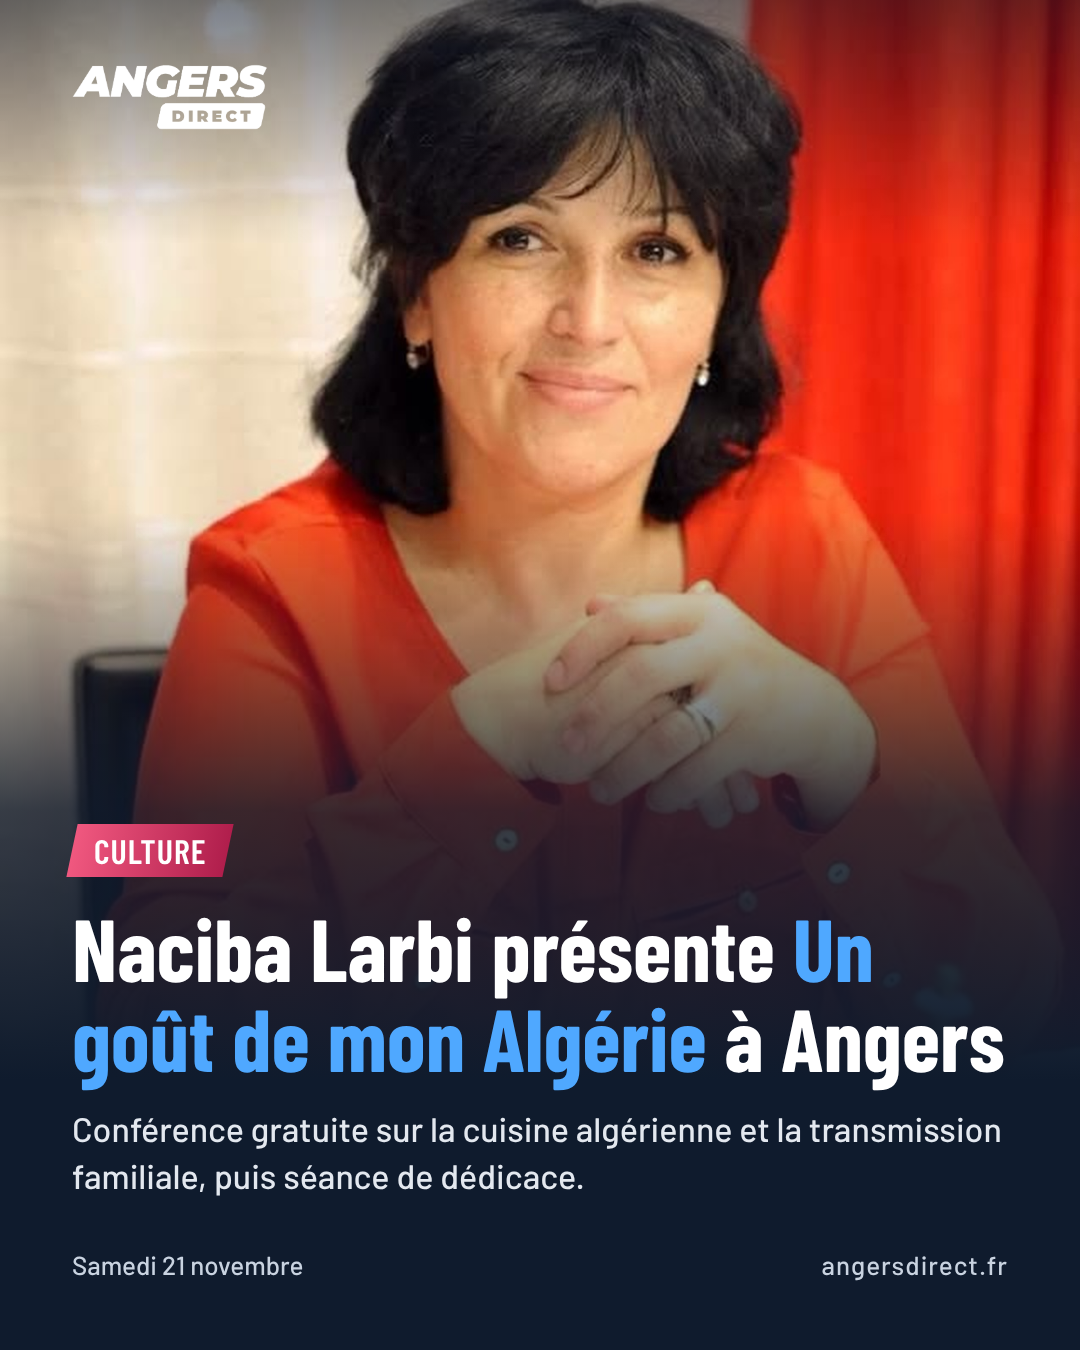 ANGERS
DIRECT
CULTURE
Naciba Larbi présente Un
goût de mon Algérie à Angers
Conférence gratuite sur la cuisine algérienne et la transmission
familiale, puis séance de dédicace.
Samedi 21 novembre
angersdirect.fr